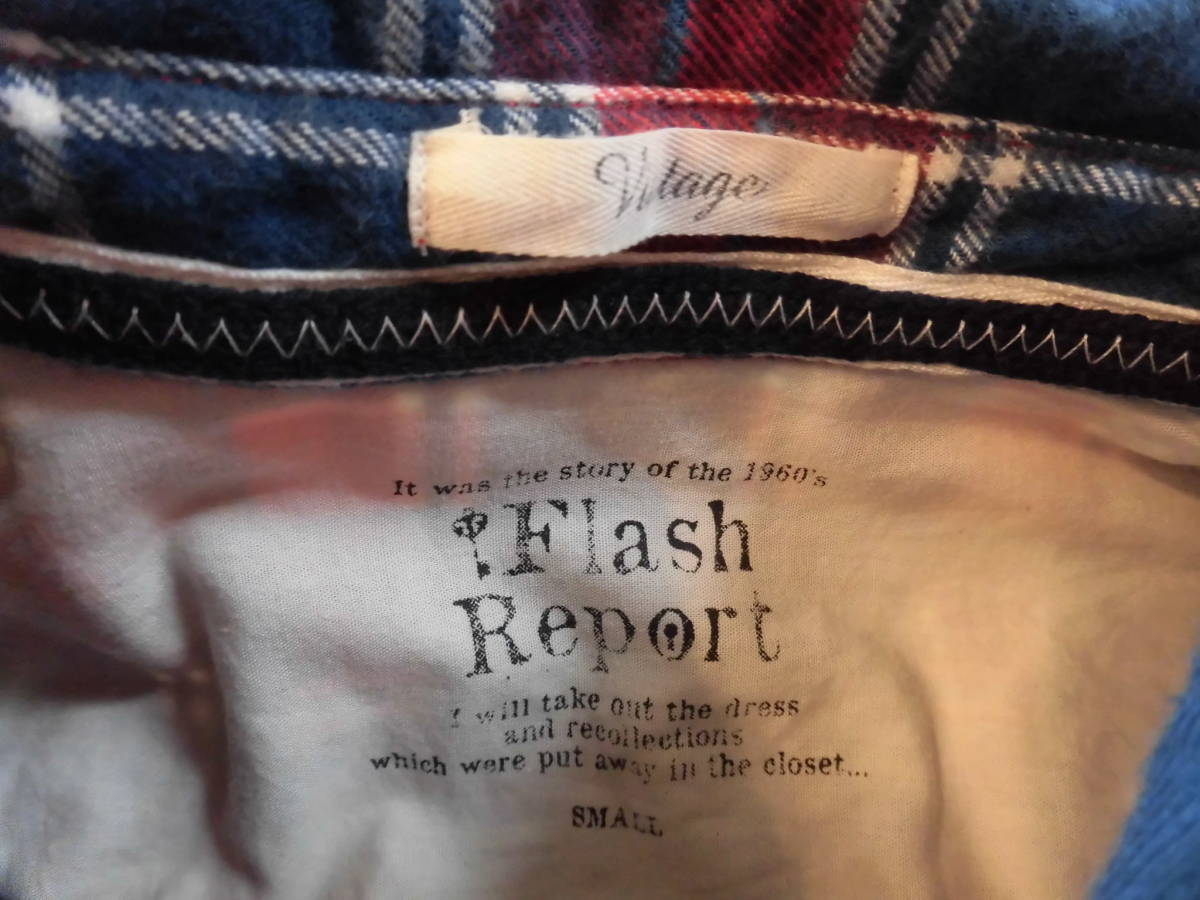 Vintage
It was the story of the 1960's
Flash
Report
I will take out the dress
and recollections
which were put away in the closet...
SMALL